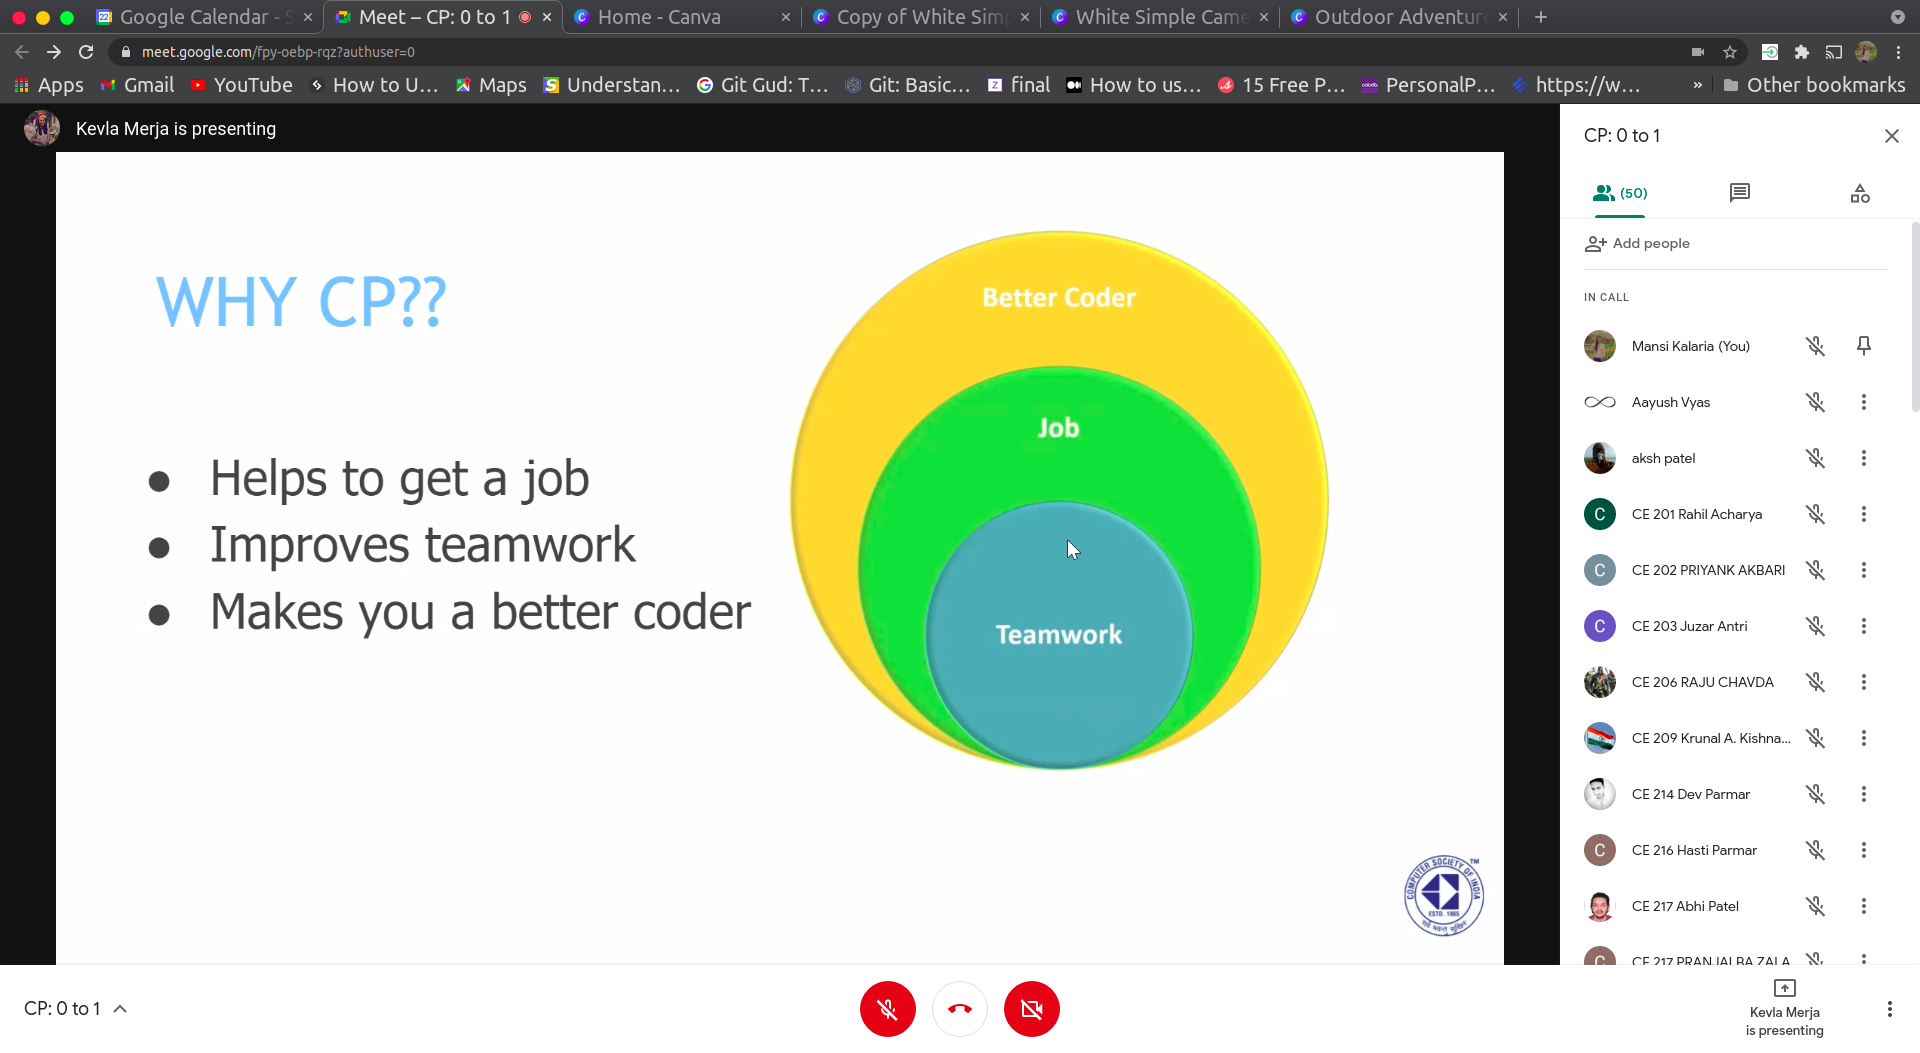 Google Calendar - S
Meet – CP: 0 to 1
Home - Canva
Copy of White Sim
White Simple Came
Outdoor Adventure
meet.google.com/fpy-oebp-rqz?authuser=0
Apps
Gmail
YouTube
How to U...
Maps
Understan...
Git Gud: T...
Git: Basic...
final
How to us...
15 Free P...
PersonalP...
https://w...
»
Other bookmarks
Kevla Merja is presenting
WHY CP??
● Helps to get a job
● Improves teamwork
● Makes you a better coder
Better Coder
Job
Teamwork
COMPUTER SOCIETY OF INDIA
TM
ESTD. 1965
CP: 0 to 1
(50)
Add people
IN CALL
Mansi Kalaria (You)
Aayush Vyas
aksh patel
C
CE 201 Rahil Acharya
C
CE 202 PRIYANK AKBARI
C
CE 203 Juzar Antri
CE 206 RAJU CHAVDA
CE 209 Krunal A. Kishna...
CE 214 Dev Parmar
C
CE 216 Hasti Parmar
CE 217 Abhi Patel
C
CE 217 PRANJALBA ZALA
CP: 0 to 1
Kevla Merja
is presenting